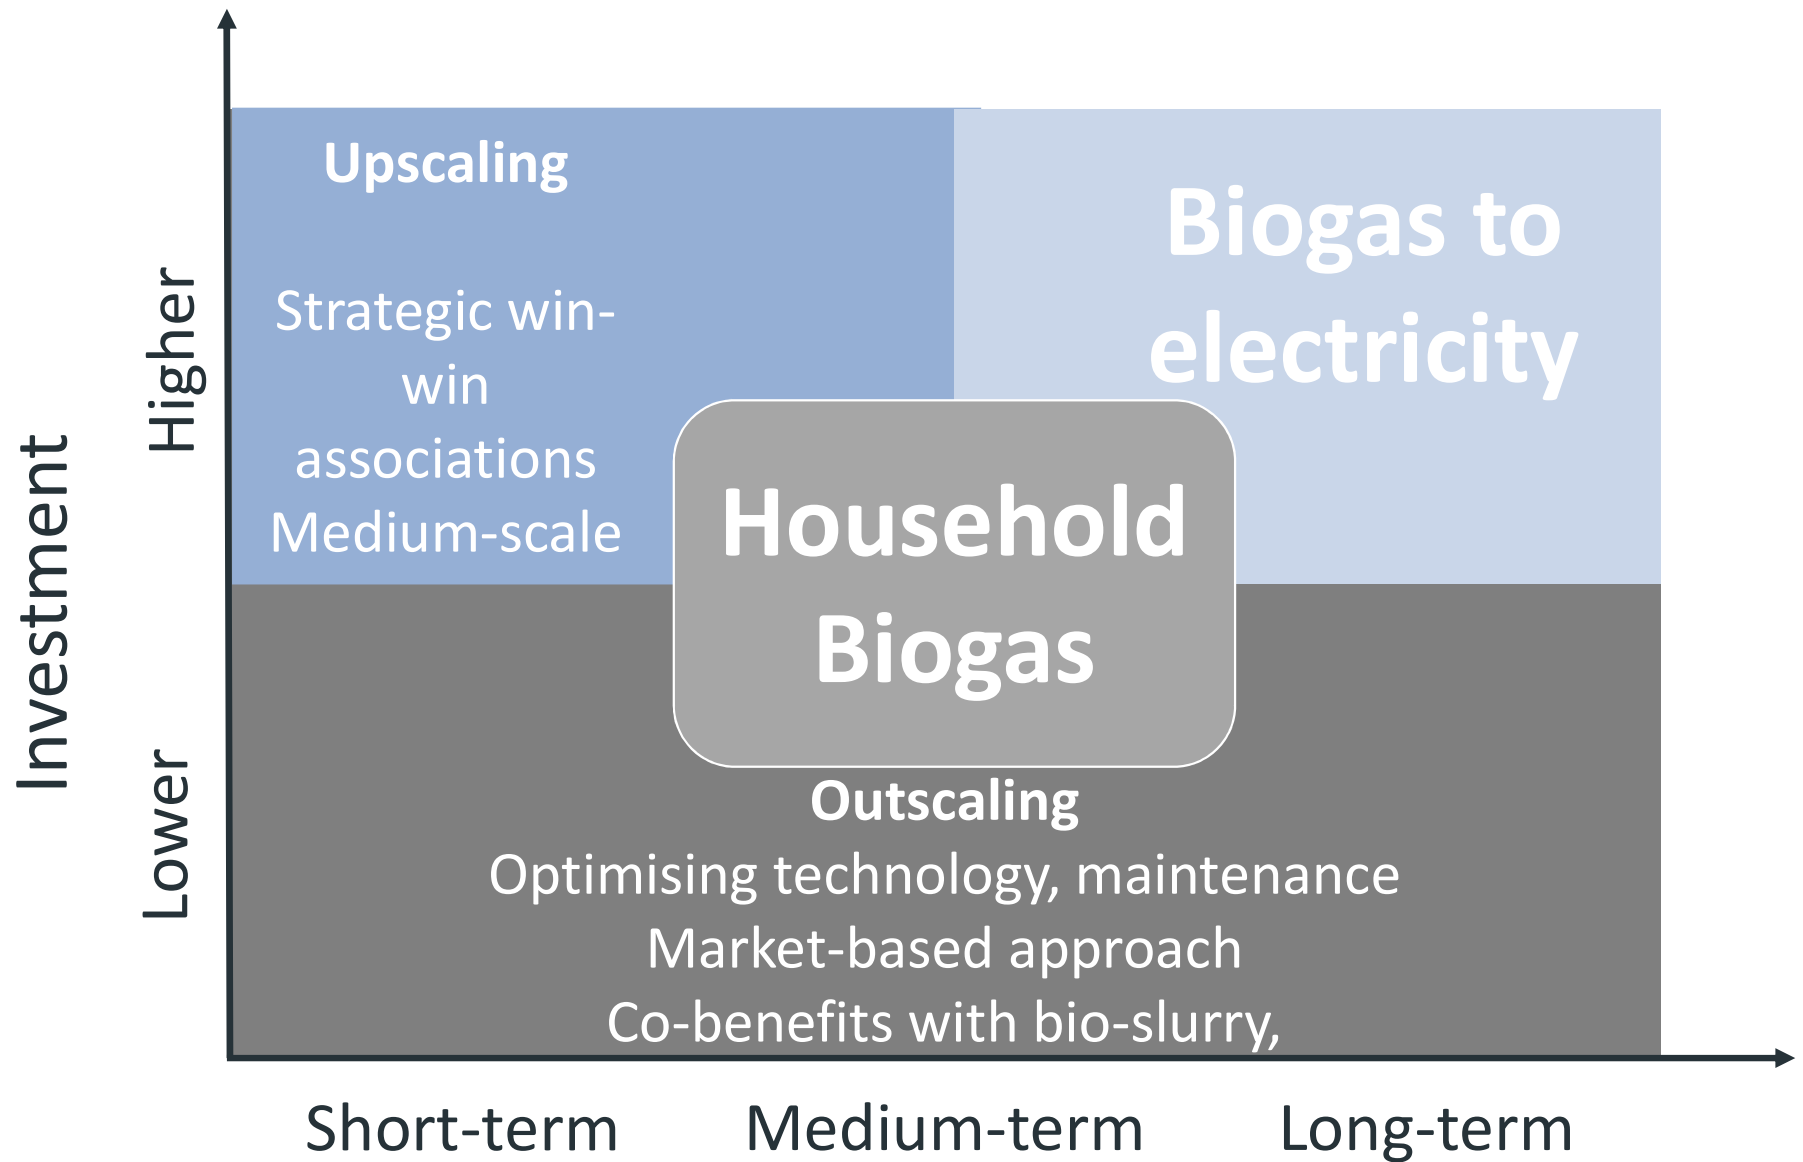 Upscaling
Strategic win-
win
associations
Medium-scale
Biogas to
electricity
Household
Biogas
Outscaling
Optimising technology, maintenance
Market-based approach
Co-benefits with bio-slurry,
Investment
Higher
Lower
Short-term
Medium-term
Long-term